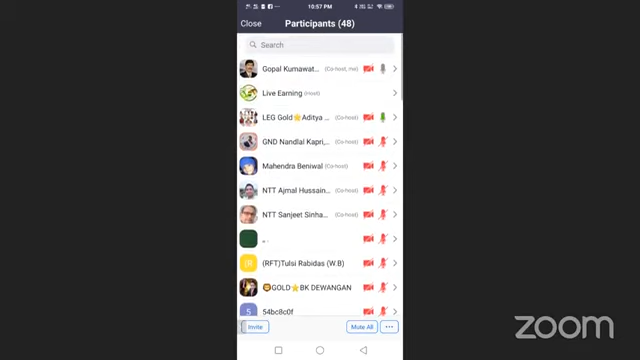 10:57 PM
Close Participants (48)
Search
Gopal Kumawat... (Co-host, me)
Live Earning (Host)
LEG Gold⭐Aditya ... (Co-host)
GND Nandlal Kapri,... (Co-host)
Mahendra Beniwal (Co-host)
NTT Ajmal Hussain... (Co-host)
NTT Sanjeet Sinha... (Co-host)
,, .
(RFT)Tulsi Rabidas (W.B)
🦁GOLD⭐BK DEWANGAN
54bc8c0f
Invite Mute All ...
zoom